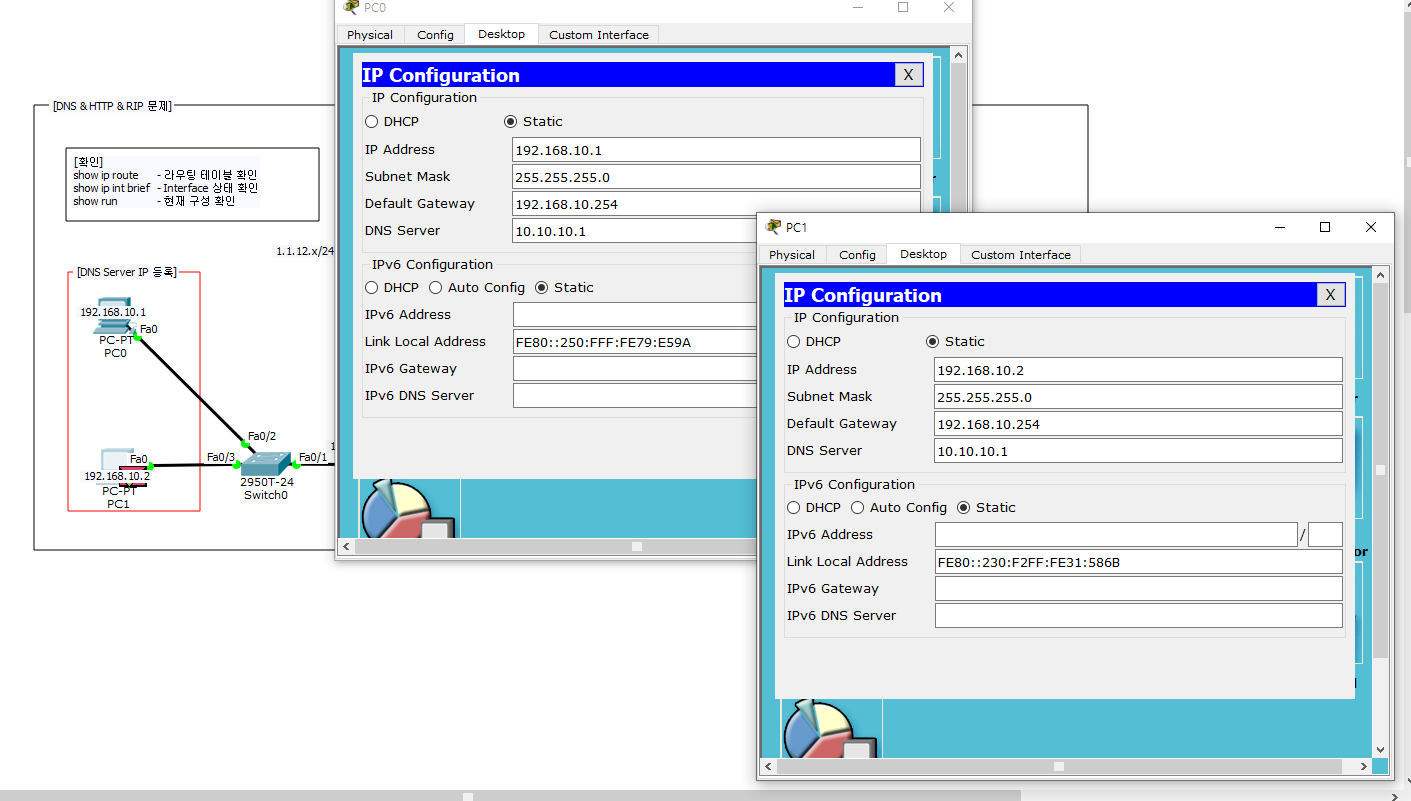 [DNS & HTTP & RIP 문제]
[확인]
show ip route - 라우팅 테이블 확인
show ip int brief - Interface 상태 확인
show run - 현재 구성 확인
1.1.12.x/24
[DNS Server IP 등록]
192.168.10.1
Fa0
PC-PT
PC0
Fa0/2
Fa0
Fa0/3
Fa0/1
192.168.10.2
PC-PT
PC1
2950T-24
Switch0
PC0
Physical
Config
Desktop
Custom Interface
IP Configuration
X
IP Configuration
DHCP
Static
IP Address
192.168.10.1
Subnet Mask
255.255.255.0
Default Gateway
192.168.10.254
DNS Server
10.10.10.1
IPv6 Configuration
DHCP
Auto Config
Static
IPv6 Address
Link Local Address
FE80::250:FFF:FE79:E59A
IPv6 Gateway
IPv6 DNS Server
PC1
Physical
Config
Desktop
Custom Interface
IP Configuration
X
IP Configuration
DHCP
Static
IP Address
192.168.10.2
Subnet Mask
255.255.255.0
Default Gateway
192.168.10.254
DNS Server
10.10.10.1
IPv6 Configuration
DHCP
Auto Config
Static
IPv6 Address
/
Link Local Address
FE80::230:F2FF:FE31:586B
IPv6 Gateway
IPv6 DNS Server
or